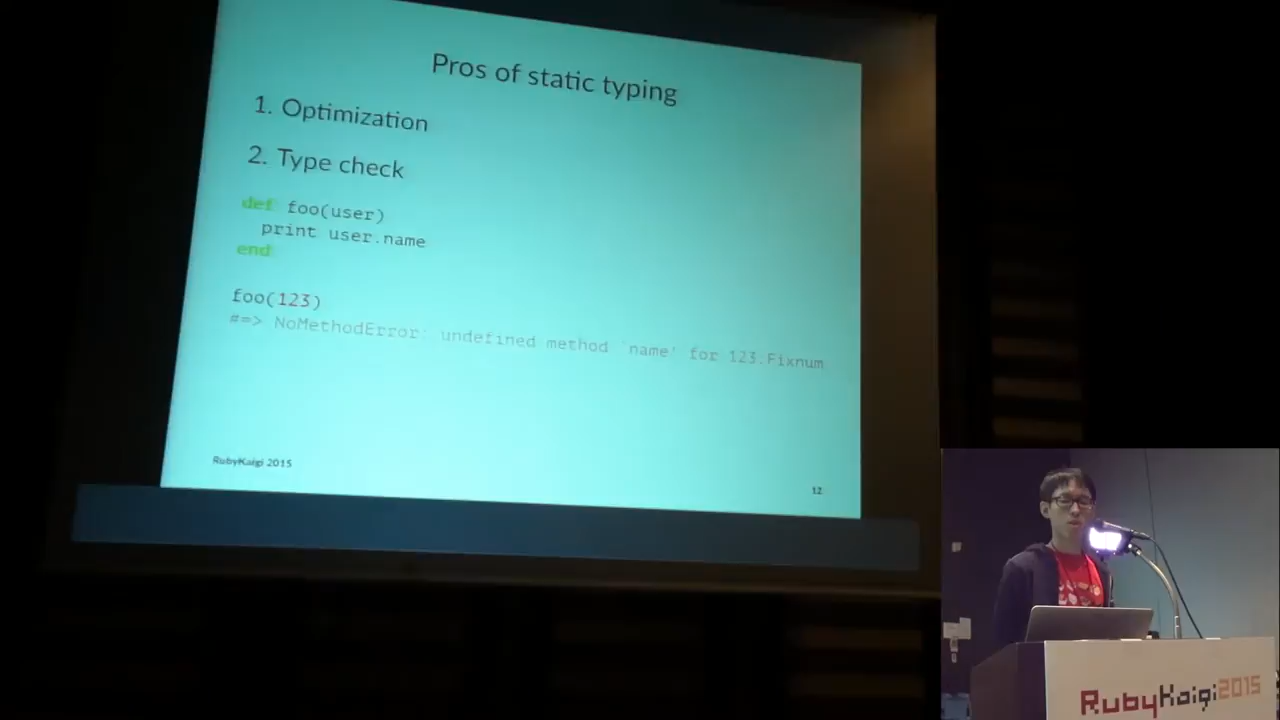 Pros of static typing
1. Optimization
2. Type check
def foo(user)
print user.name
end
foo(123)
#=> NoMethodError: undefined method `name' for 123:Fixnum
RubyKaigi 2015
12
RubyKaigi2015